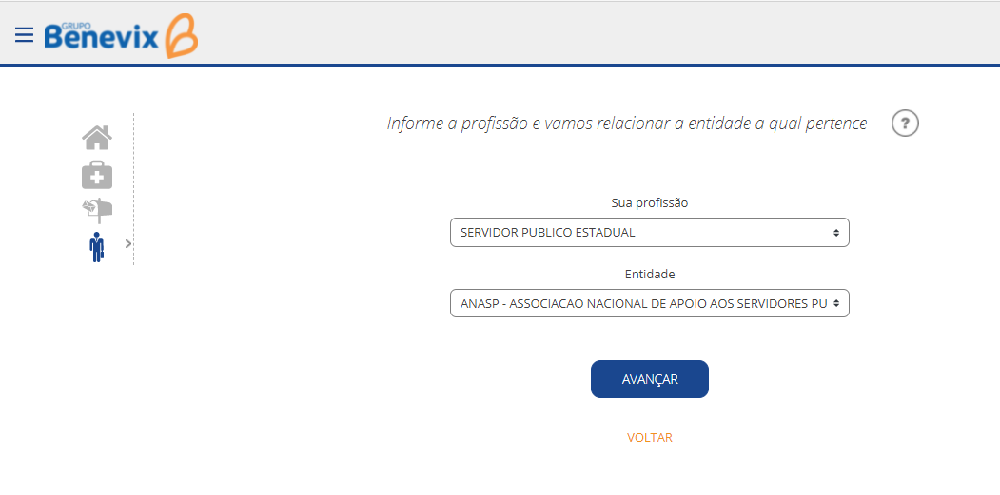 GRUPO
Benevix
Informe a profissão e vamos relacionar a entidade a qual pertence
?
Sua profissão
SERVIDOR PUBLICO ESTADUAL
Entidade
ANASP - ASSOCIACAO NACIONAL DE APOIO AOS SERVIDORES PU
AVANÇAR
VOLTAR